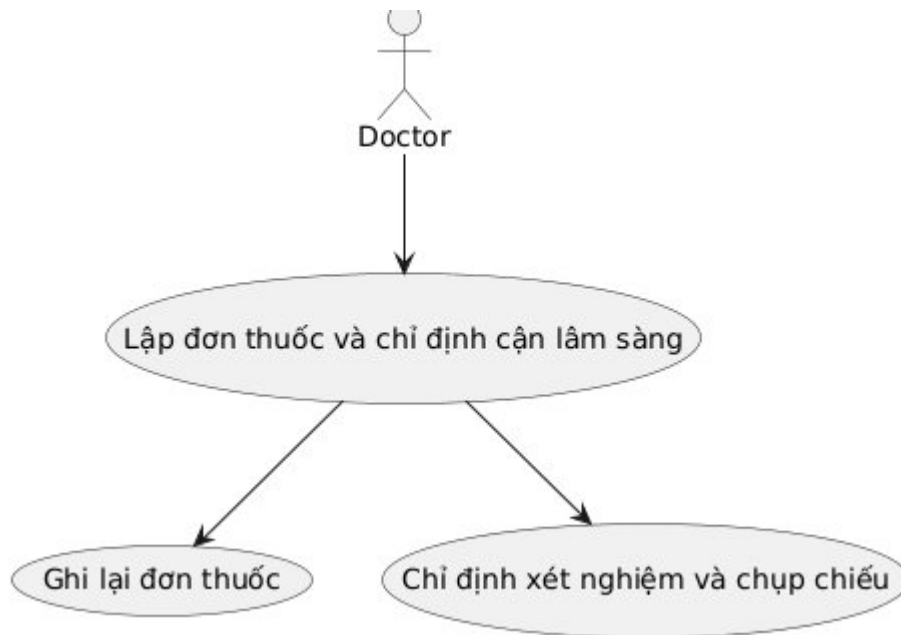 Doctor
Lập đơn thuốc và chỉ định cận lâm sàng
Ghi lại đơn thuốc
Chỉ định xét nghiệm và chụp chiếu